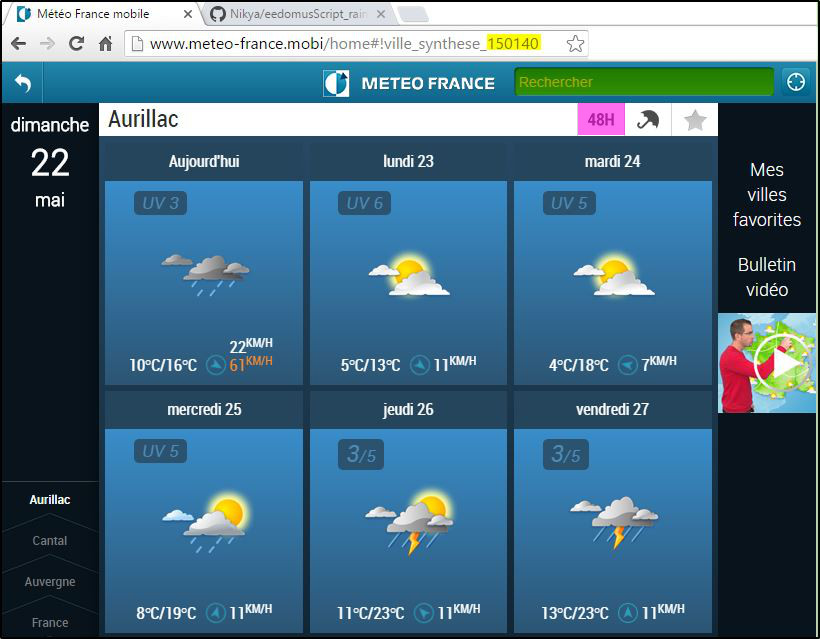 Météo France mobile
Nikya/eedomusScript_rain
www.meteo-france.mobi/home#!ville_synthese_150140
METEO FRANCE
Rechercher
dimanche
22
mai
Aurillac
48H
Aujourd'hui
lundi 23
mardi 24
UV 3
UV 6
UV 5
22KM/H
10°C/16°C
61KM/H
5°C/13°C
11KM/H
4°C/18°C
7KM/H
mercredi 25
jeudi 26
vendredi 27
UV 5
3/5
3/5
8°C/19°C
11KM/H
11°C/23°C
11KM/H
13°C/23°C
11KM/H
Mes
villes
favorites
Bulletin
vidéo
Aurillac
Cantal
Auvergne
France